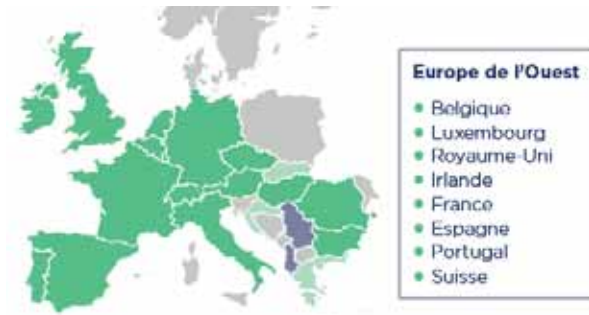 Europe de l'Ouest
• Belgique
• Luxembourg
• Royaume-Uni
• Irlande
• France
• Espagne
• Portugal
• Suisse